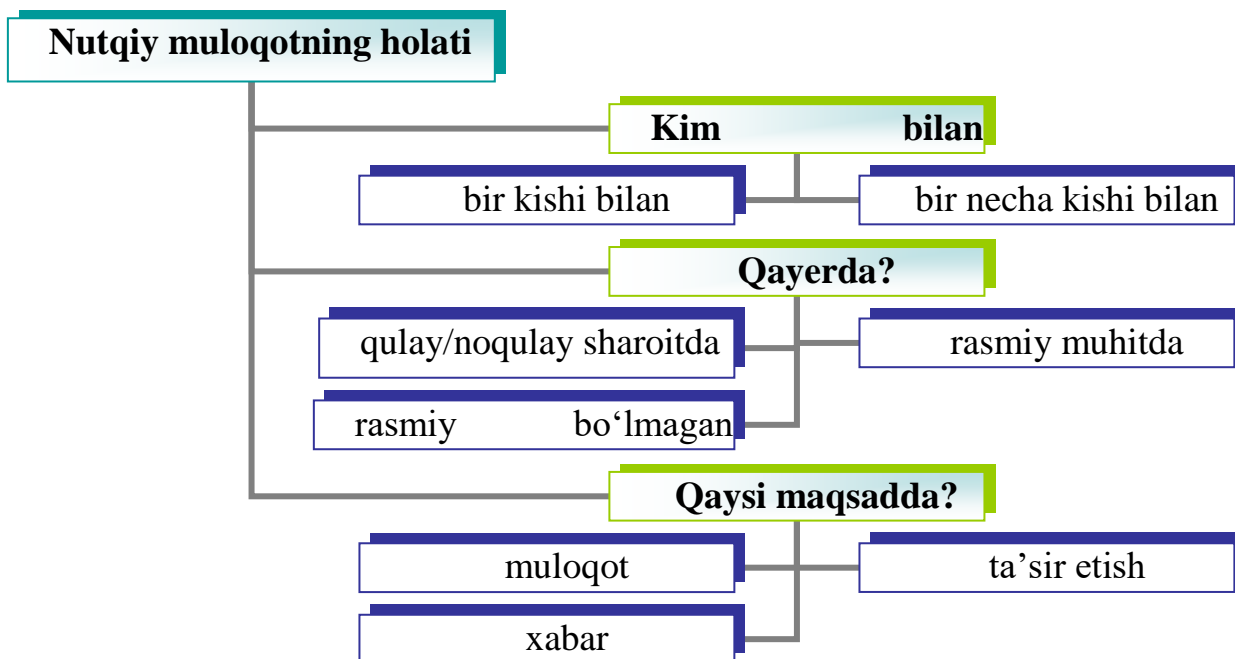 Nutqiy muloqotning holati
Kim bilan
bir kishi bilan
bir necha kishi bilan
Qayerda?
qulay/noqulay sharoitda
rasmiy muhitda
rasmiy bo‘lmagan
Qaysi maqsadda?
muloqot
ta’sir etish
xabar